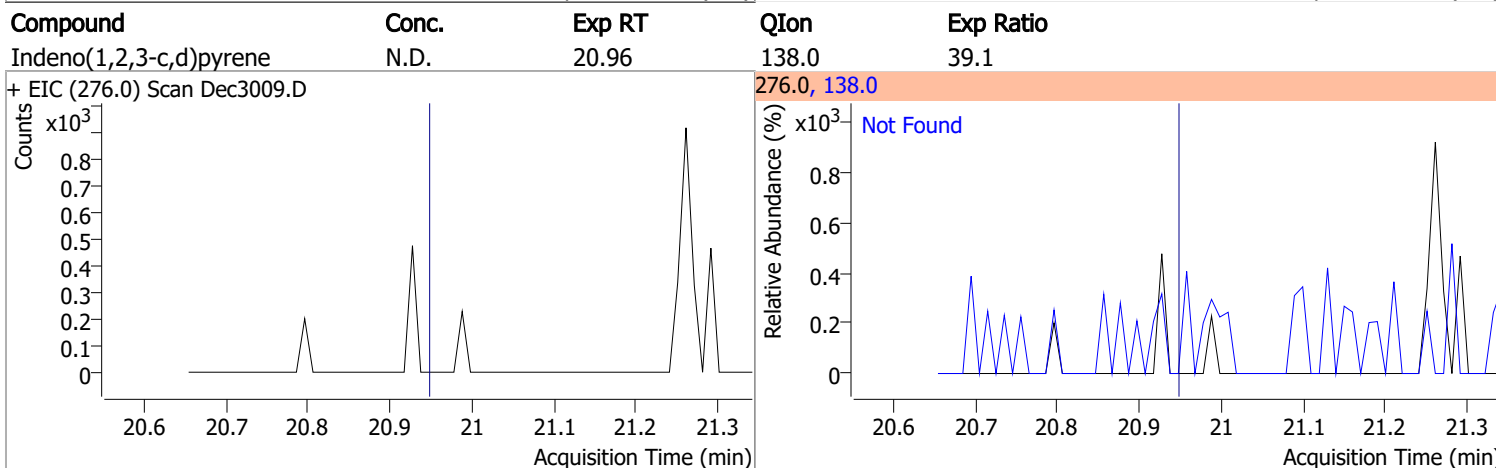 Compound Conc. Exp RT QIon Exp Ratio
Indeno(1,2,3-c,d)pyrene N.D. 20.96 138.0 39.1
+ EIC (276.0) Scan Dec3009.D
Counts
x10³
0.8
0.7
0.6
0.5
0.4
0.3
0.2
0.1
0
20.6 20.7 20.8 20.9 21 21.1 21.2 21.3
Acquisition Time (min)
276.0, 138.0
Relative Abundance (%)
x10³
Not Found
0.8
0.6
0.4
0.2
0
20.6 20.7 20.8 20.9 21 21.1 21.2 21.3
Acquisition Time (min)